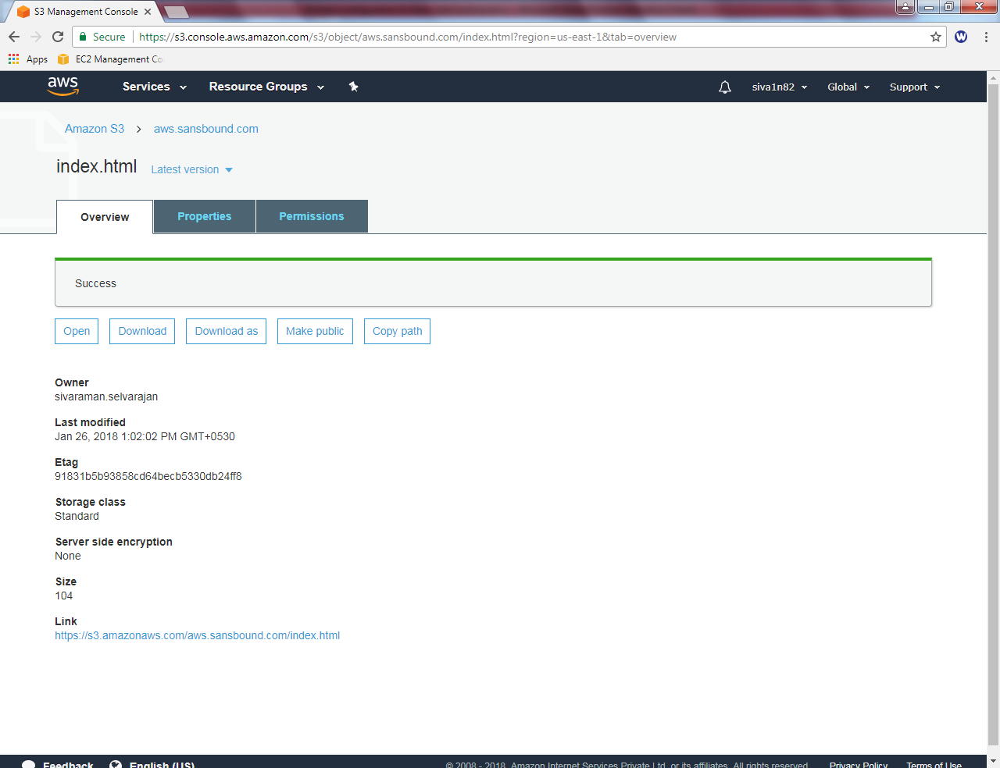 S3 Management Console
Secure https://s3.console.aws.amazon.com/s3/object/aws.sansbound.com/index.html?region=us-east-1&tab=overview
W
Apps EC2 Management Co
aws Services Resource Groups siva1n82 Global Support
Amazon S3 > aws.sansbound.com
index.html Latest version
Overview Properties Permissions
Success
Open Download Download as Make public Copy path
Owner
sivaraman.selvarajan
Last modified
Jan 26, 2018 1:02:02 PM GMT+0530
Etag
91831b5b93858cd64becb5330db24ff8
Storage class
Standard
Server side encryption
None
Size
104
Link
https://s3.amazonaws.com/aws.sansbound.com/index.html
Feedback English (US) © 2008 - 2018, Amazon Internet Services Private Ltd. or its affiliates. All rights reserved. Privacy Policy Terms of Use